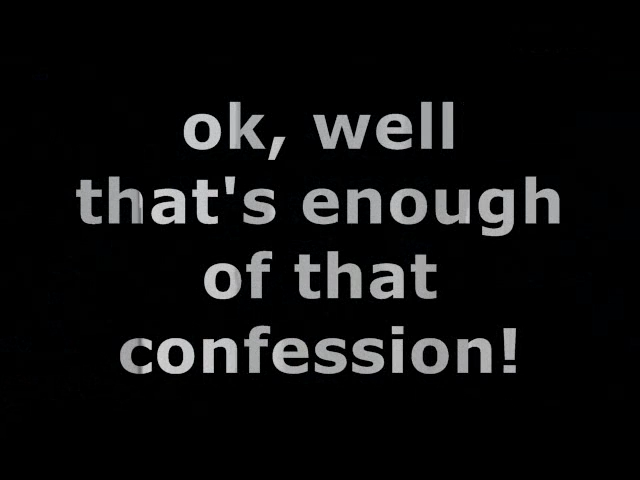 ok, well
that's enough
of that
confession!